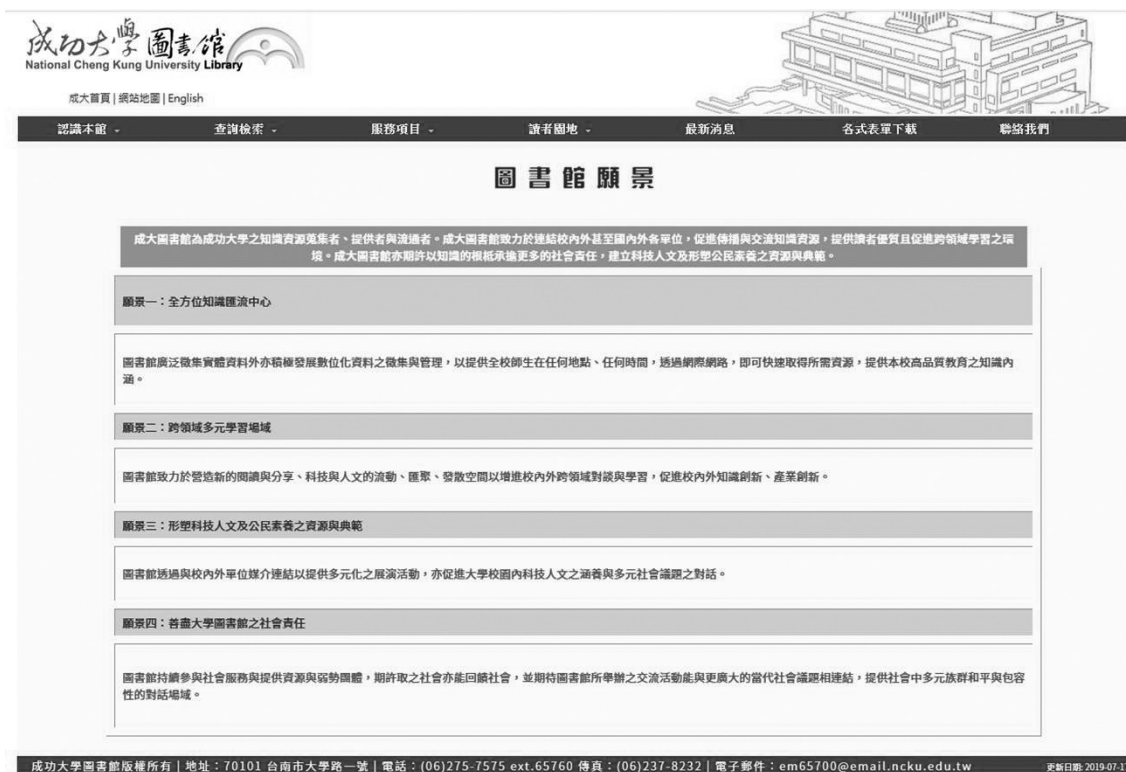 成功大學圖書館
National Cheng Kung University Library
成大首頁 | 網站地圖 | English
認識本館 查詢檢索 服務項目 讀者園地 最新消息 各式表單下載 聯絡我們
圖書館願景
成大圖書館為成功大學之知識資源蒐集者、提供者與流通者。成大圖書館致力於連結校內外甚至國內外各單位，促進傳播與交流知識資源，提供讀者優質且促進跨領域學習之環
境。成大圖書館亦期許以知識的根柢承擔更多的社會責任，建立科技人文及形塑公民素養之資源與典範。
願景一：全方位知識匯流中心
圖書館廣泛徵集實體資料外亦積極發展數位化資料之徵集與管理，以提供全校師生在任何地點、任何時間，透過網際網路，即可快速取得所需資源，提供本校高品質教育之知識內
涵。
願景二：跨領域多元學習場域
圖書館致力於營造新的閱讀與分享、科技與人文的流動、匯聚、發散空間以增進校內外跨領域對談與學習，促進校內外知識創新、產業創新。
願景三：形塑科技人文及公民素養之資源與典範
圖書館透過與校內外單位媒介連結以提供多元化之展演活動，亦促進大學校園內科技人文之涵養與多元社會議題之對話。
願景四：善盡大學圖書館之社會責任
圖書館持續參與社會服務與提供資源與弱勢團體，期許取之社會亦能回饋社會，並期待圖書館所舉辦之交流活動能與更廣大的當代社會議題相連結，提供社會中多元族群和平與包容
性的對話場域。
成功大學圖書館版權所有 | 地址：70101 台南市大學路一號 | 電話：(06)275-7575 ext.65760 傳真：(06)237-8232 | 電子郵件：em65700@email.ncku.edu.tw 更新日期: 2019-07-17